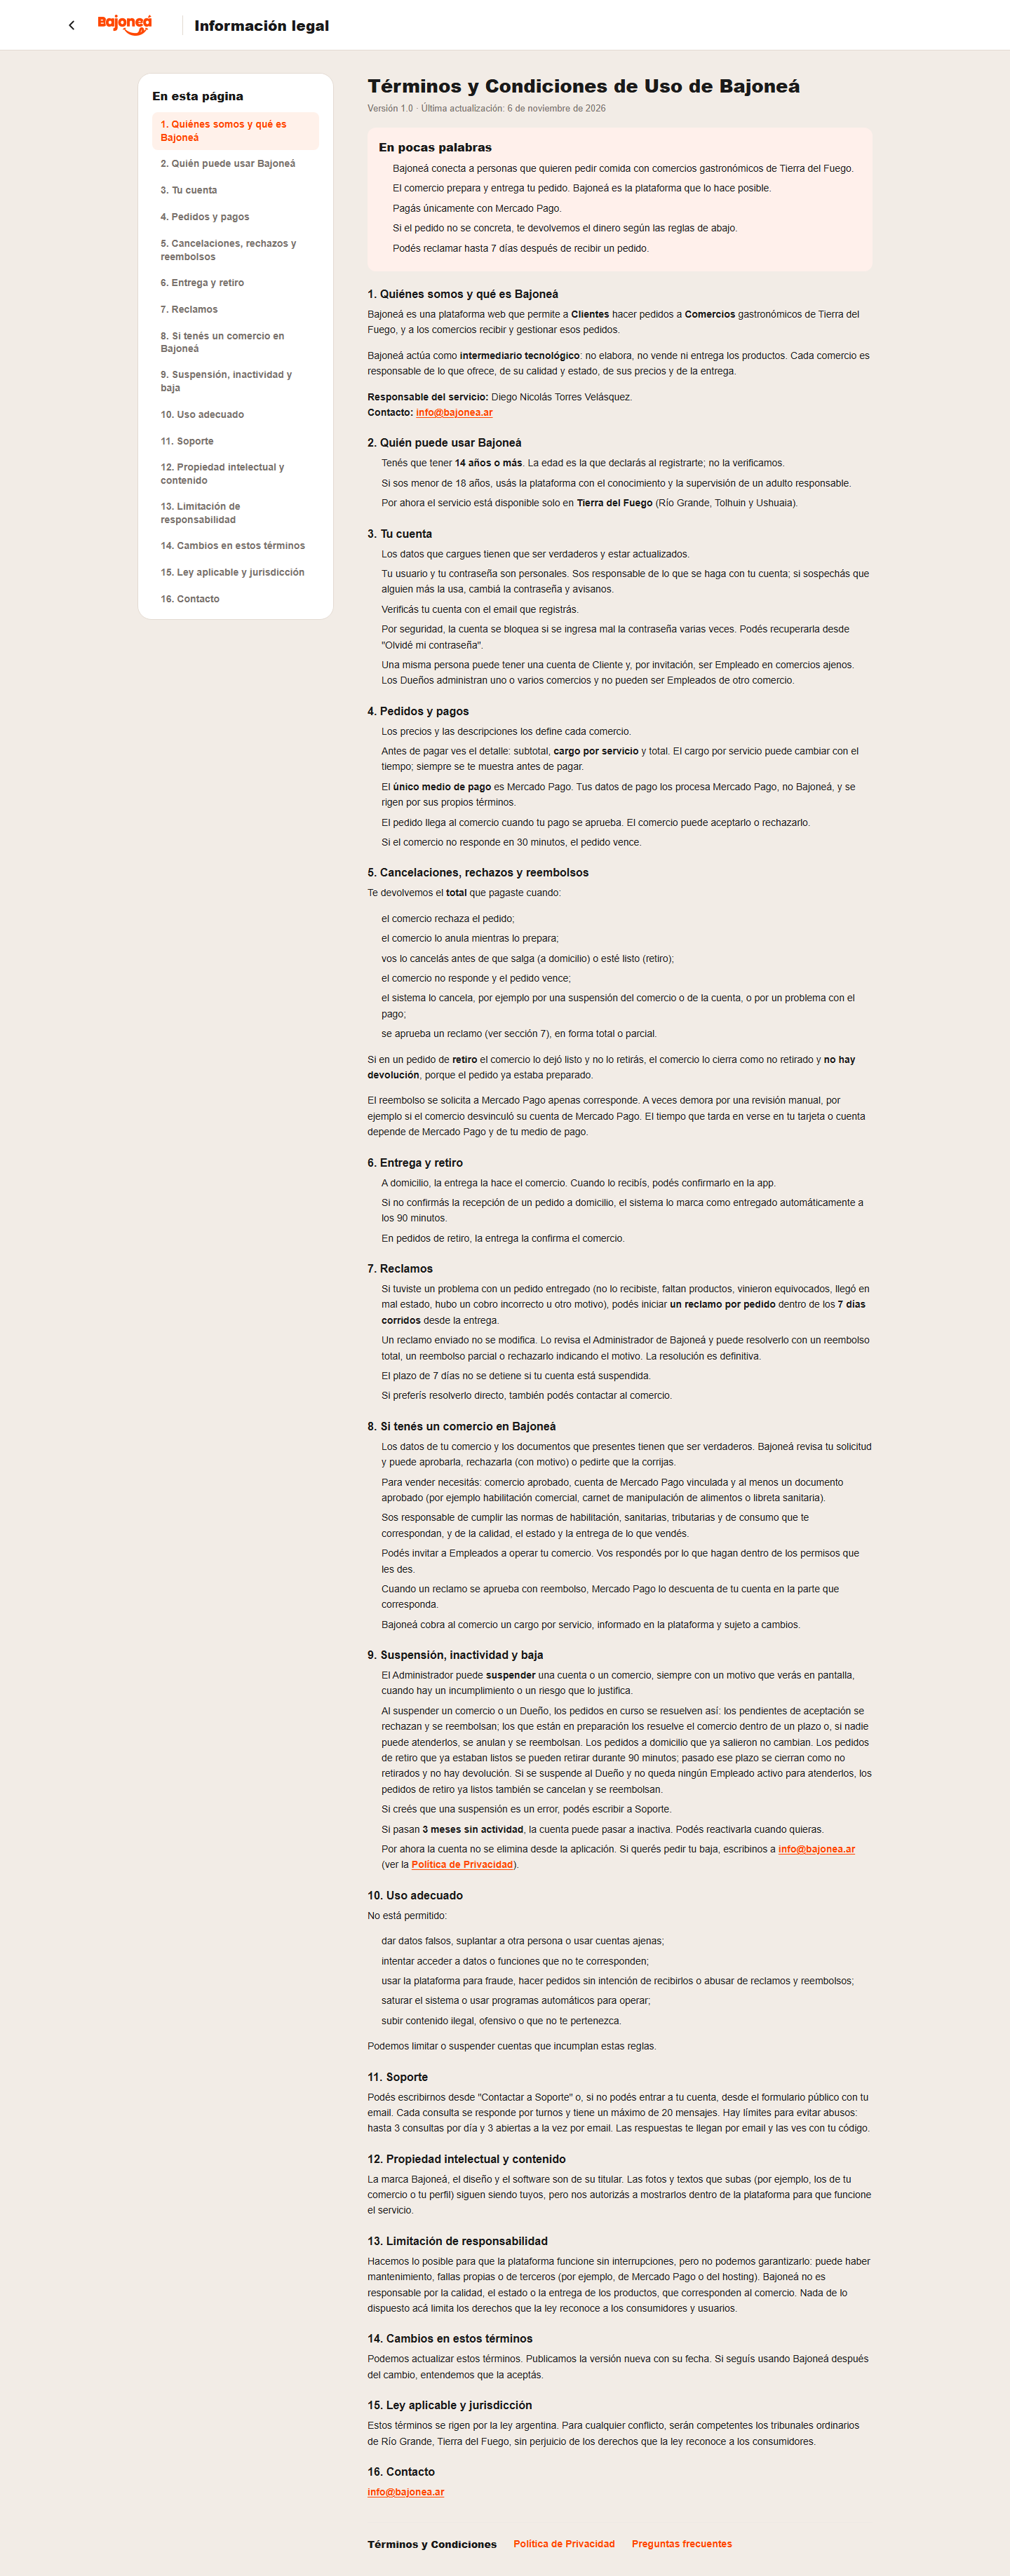 Bajoneá
Información legal
En esta página
1. Quiénes somos y qué es
Bajoneá
2. Quién puede usar Bajoneá
3. Tu cuenta
4. Pedidos y pagos
5. Cancelaciones, rechazos y
reembolsos
6. Entrega y retiro
7. Reclamos
8. Si tenés un comercio en
Bajoneá
9. Suspensión, inactividad y
baja
10. Uso adecuado
11. Soporte
12. Propiedad intelectual y
contenido
13. Limitación de
responsabilidad
14. Cambios en estos términos
15. Ley aplicable y jurisdicción
16. Contacto
Términos y Condiciones de Uso de Bajoneá
Versión 1.0 · Última actualización: 6 de noviembre de 2026
En pocas palabras
Bajoneá conecta a personas que quieren pedir comida con comercios gastronómicos de Tierra del Fuego.
El comercio prepara y entrega tu pedido. Bajoneá es la plataforma que lo hace posible.
Pagás únicamente con Mercado Pago.
Si el pedido no se concreta, te devolvemos el dinero según las reglas de abajo.
Podés reclamar hasta 7 días después de recibir un pedido.
1. Quiénes somos y qué es Bajoneá
Bajoneá es una plataforma web que permite a Clientes hacer pedidos a Comercios gastronómicos de Tierra del
Fuego, y a los comercios recibir y gestionar esos pedidos.
Bajoneá actúa como intermediario tecnológico: no elabora, no vende ni entrega los productos. Cada comercio es
responsable de lo que ofrece, de su calidad y estado, de sus precios y de la entrega.
Responsable del servicio: Diego Nicolás Torres Velásquez.
Contacto: info@bajonea.ar
2. Quién puede usar Bajoneá
Tenés que tener 14 años o más. La edad es la que declarás al registrarte; no la verificamos.
Si sos menor de 18 años, usás la plataforma con el conocimiento y la supervisión de un adulto responsable.
Por ahora el servicio está disponible solo en Tierra del Fuego (Río Grande, Tolhuin y Ushuaia).
3. Tu cuenta
Los datos que cargues tienen que ser verdaderos y estar actualizados.
Tu usuario y tu contraseña son personales. Sos responsable de lo que se haga con tu cuenta; si sospechás que
alguien más la usa, cambiá la contraseña y avisanos.
Verificás tu cuenta con el email que registrás.
Por seguridad, la cuenta se bloquea si se ingresa mal la contraseña varias veces. Podés recuperarla desde
"Olvidé mi contraseña".
Una misma persona puede tener una cuenta de Cliente y, por invitación, ser Empleado en comercios ajenos.
Los Dueños administran uno o varios comercios y no pueden ser Empleados de otro comercio.
4. Pedidos y pagos
Los precios y las descripciones los define cada comercio.
Antes de pagar ves el detalle: subtotal, cargo por servicio y total. El cargo por servicio puede cambiar con el
tiempo; siempre se te muestra antes de pagar.
El único medio de pago es Mercado Pago. Tus datos de pago los procesa Mercado Pago, no Bajoneá, y se
rigen por sus propios términos.
El pedido llega al comercio cuando tu pago se aprueba. El comercio puede aceptarlo o rechazarlo.
Si el comercio no responde en 30 minutos, el pedido vence.
5. Cancelaciones, rechazos y reembolsos
Te devolvemos el total que pagaste cuando:
el comercio rechaza el pedido;
el comercio lo anula mientras lo prepara;
vos lo cancelás antes de que salga (a domicilio) o esté listo (retiro);
el comercio no responde y el pedido vence;
el sistema lo cancela, por ejemplo por una suspensión del comercio o de la cuenta, o por un problema con el
pago;
se aprueba un reclamo (ver sección 7), en forma total o parcial.
Si en un pedido de retiro el comercio lo dejó listo y no lo retirás, el comercio lo cierra como no retirado y no hay
devolución, porque el pedido ya estaba preparado.
El reembolso se solicita a Mercado Pago apenas corresponde. A veces demora por una revisión manual, por
ejemplo si el comercio desvinculó su cuenta de Mercado Pago. El tiempo que tarda en verse en tu tarjeta o cuenta
depende de Mercado Pago y de tu medio de pago.
6. Entrega y retiro
A domicilio, la entrega la hace el comercio. Cuando lo recibís, podés confirmarlo en la app.
Si no confirmás la recepción de un pedido a domicilio, el sistema lo marca como entregado automáticamente a
los 90 minutos.
En pedidos de retiro, la entrega la confirma el comercio.
7. Reclamos
Si tuviste un problema con un pedido entregado (no lo recibiste, faltan productos, vinieron equivocados, llegó en
mal estado, hubo un cobro incorrecto u otro motivo), podés iniciar un reclamo por pedido dentro de los 7 días
corridos desde la entrega.
Un reclamo enviado no se modifica. Lo revisa el Administrador de Bajoneá y puede resolverlo con un reembolso
total, un reembolso parcial o rechazarlo indicando el motivo. La resolución es definitiva.
El plazo de 7 días no se detiene si tu cuenta está suspendida.
Si preferís resolverlo directo, también podés contactar al comercio.
8. Si tenés un comercio en Bajoneá
Los datos de tu comercio y los documentos que presentes tienen que ser verdaderos. Bajoneá revisa tu solicitud
y puede aprobarla, rechazarla (con motivo) o pedirte que la corrijas.
Para vender necesitás: comercio aprobado, cuenta de Mercado Pago vinculada y al menos un documento
aprobado (por ejemplo habilitación comercial, carnet de manipulación de alimentos o libreta sanitaria).
Sos responsable de cumplir las normas de habilitación, sanitarias, tributarias y de consumo que te
correspondan, y de la calidad, el estado y la entrega de lo que vendés.
Podés invitar a Empleados a operar tu comercio. Vos respondés por lo que hagan dentro de los permisos que
les des.
Cuando un reclamo se aprueba con reembolso, Mercado Pago lo descuenta de tu cuenta en la parte que
corresponda.
Bajoneá cobra al comercio un cargo por servicio, informado en la plataforma y sujeto a cambios.
9. Suspensión, inactividad y baja
El Administrador puede suspender una cuenta o un comercio, siempre con un motivo que verás en pantalla,
cuando hay un incumplimiento o un riesgo que lo justifica.
Al suspender un comercio o un Dueño, los pedidos en curso se resuelven así: los pendientes de aceptación se
rechazan y se reembolsan; los que están en preparación los resuelve el comercio dentro de un plazo o, si nadie
puede atenderlos, se anulan y se reembolsan. Los pedidos a domicilio que ya salieron no cambian. Los pedidos
de retiro que ya estaban listos se pueden retirar durante 90 minutos; pasado ese plazo se cierran como no
retirados y no hay devolución. Si se suspende al Dueño y no queda ningún Empleado activo para atenderlos, los
pedidos de retiro ya listos también se cancelan y se reembolsan.
Si creés que una suspensión es un error, podés escribir a Soporte.
Si pasan 3 meses sin actividad, la cuenta puede pasar a inactiva. Podés reactivarla cuando quieras.
Por ahora la cuenta no se elimina desde la aplicación. Si querés pedir tu baja, escribinos a info@bajonea.ar
(ver la Política de Privacidad).
10. Uso adecuado
No está permitido:
dar datos falsos, suplantar a otra persona o usar cuentas ajenas;
intentar acceder a datos o funciones que no te corresponden;
usar la plataforma para fraude, hacer pedidos sin intención de recibirlos o abusar de reclamos y reembolsos;
saturar el sistema o usar programas automáticos para operar;
subir contenido ilegal, ofensivo o que no te pertenezca.
Podemos limitar o suspender cuentas que incumplan estas reglas.
11. Soporte
Podés escribirnos desde "Contactar a Soporte" o, si no podés entrar a tu cuenta, desde el formulario público con tu
email. Cada consulta se responde por turnos y tiene un máximo de 20 mensajes. Hay límites para evitar abusos:
hasta 3 consultas por día y 3 abiertas a la vez por email. Las respuestas te llegan por email y las ves con tu código.
12. Propiedad intelectual y contenido
La marca Bajoneá, el diseño y el software son de su titular. Las fotos y textos que subas (por ejemplo, los de tu
comercio o tu perfil) siguen siendo tuyos, pero nos autorizás a mostrarlos dentro de la plataforma para que funcione
el servicio.
13. Limitación de responsabilidad
Hacemos lo posible para que la plataforma funcione sin interrupciones, pero no podemos garantizarlo: puede haber
mantenimiento, fallas propias o de terceros (por ejemplo, de Mercado Pago o del hosting). Bajoneá no es
responsable por la calidad, el estado o la entrega de los productos, que corresponden al comercio. Nada de lo
dispuesto acá limita los derechos que la ley reconoce a los consumidores y usuarios.
14. Cambios en estos términos
Podemos actualizar estos términos. Publicamos la versión nueva con su fecha. Si seguís usando Bajoneá después
del cambio, entendemos que la aceptás.
15. Ley aplicable y jurisdicción
Estos términos se rigen por la ley argentina. Para cualquier conflicto, serán competentes los tribunales ordinarios
de Río Grande, Tierra del Fuego, sin perjuicio de los derechos que la ley reconoce a los consumidores.
16. Contacto
info@bajonea.ar
Términos y Condiciones
Política de Privacidad
Preguntas frecuentes